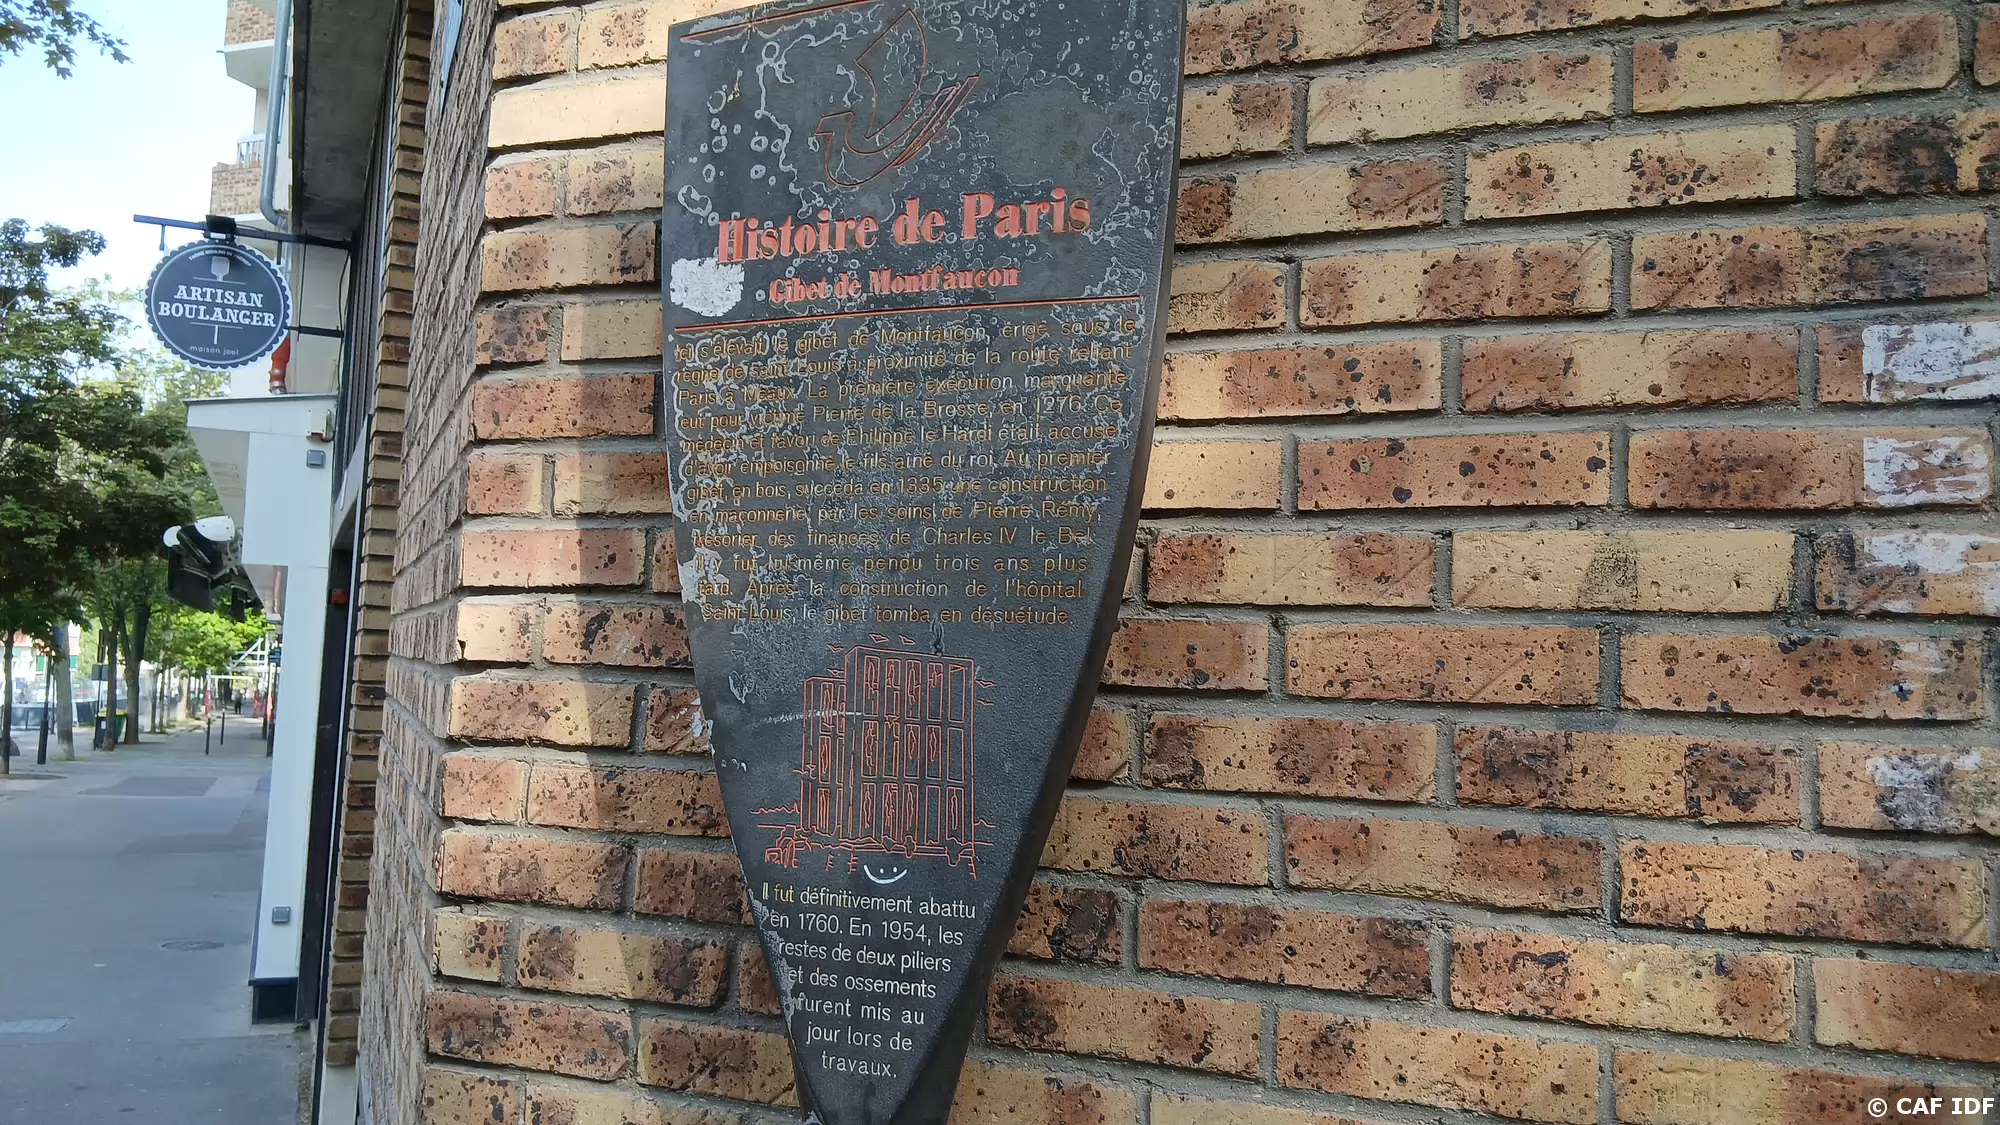 ARTISAN
BOULANGER
maison joel
Histoire de Paris
Gibet de Montfaucon
Ici s'élevait le gibet de Montfaucon, érigé sous le
règne de Saint Louis à proximité de la route reliant
Paris à Meaux. La première exécution marquante
eut pour victime Pierre de la Brosse, en 1276. Ce
médecin et favori de Philippe le Hardi était accusé
d'avoir empoisonné le fils aîné du roi. Au premier
gibet, en bois, succéda en 1335 une construction
en maçonnerie, par les soins de Pierre Rémy,
trésorier des finances de Charles IV le Bel.
Il y fut lui-même pendu trois ans plus
tard. Après la construction de l'hôpital
Saint-Louis, le gibet tomba en désuétude.
Il fut définitivement abattu
en 1760. En 1954, les
restes de deux piliers
et des ossements
furent mis au
jour lors de
travaux.
© CAF IDF